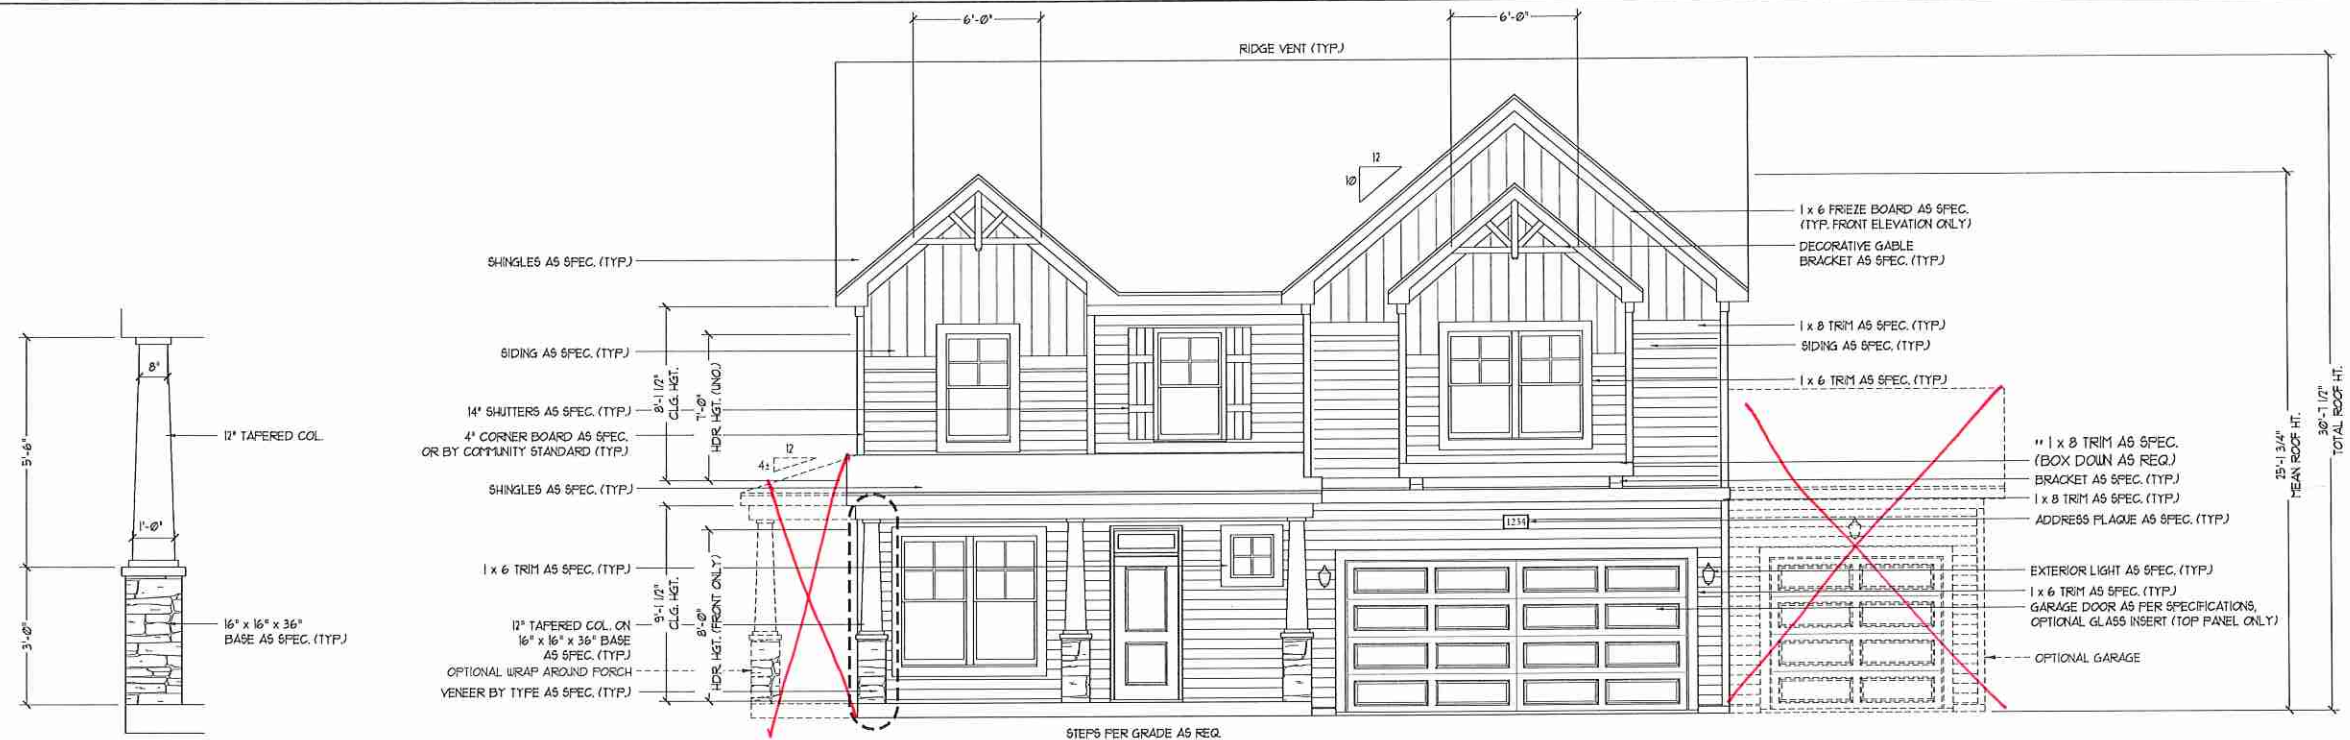 6'-0"
6'-0"
RIDGE VENT (TYP.)
12
10
1 x 6 FRIEZE BOARD AS SPEC.
(TYP. FRONT ELEVATION ONLY)
DECORATIVE GABLE
BRACKET AS SPEC. (TYP.)
SHINGLES AS SPEC. (TYP.)
1 x 8 TRIM AS SPEC. (TYP.)
SIDING AS SPEC. (TYP.)
SIDING AS SPEC. (TYP.)
1 x 6 TRIM AS SPEC. (TYP.)
8'-1 1/2"
CLG. HGT.
7'-0"
HDR. HGT. (UNO.)
14" SHUTTERS AS SPEC. (TYP.)
4" CORNER BOARD AS SPEC.
OR BY COMMUNITY STANDARD (TYP.)
12
4±
SHINGLES AS SPEC. (TYP.)
25'-1 3/4"
MEAN ROOF HT.
30'-7 1/2"
TOTAL ROOF HT.
1 x 8 TRIM AS SPEC.
(BOX DOWN AS REQ.)
BRACKET AS SPEC. (TYP.)
1 x 8 TRIM AS SPEC. (TYP.)
ADDRESS PLAQUE AS SPEC. (TYP.)
1234
8"
12" TAPERED COL.
5'-6"
1'-0"
3'-0"
16" x 16" x 36"
BASE AS SPEC. (TYP.)
1 x 6 TRIM AS SPEC. (TYP.)
9'-1 1/2"
CLG. HGT.
8'-0"
HDR. HGT. (FRONT ONLY)
12" TAPERED COL. ON
16" x 16" x 36" BASE
AS SPEC. (TYP.)
OPTIONAL WRAP AROUND PORCH
VENEER BY TYPE AS SPEC. (TYP.)
EXTERIOR LIGHT AS SPEC. (TYP.)
1 x 6 TRIM AS SPEC. (TYP.)
GARAGE DOOR AS PER SPECIFICATIONS,
OPTIONAL GLASS INSERT (TOP PANEL ONLY)
OPTIONAL GARAGE
STEPS PER GRADE AS REQ.